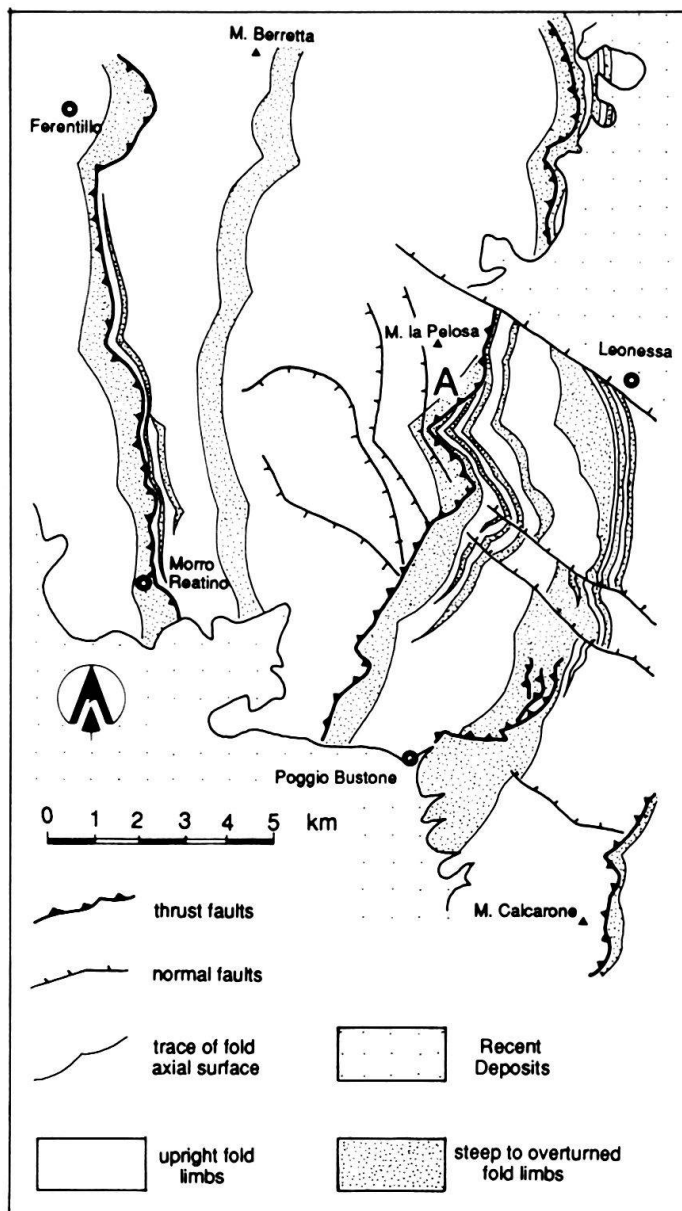 M. Berretta
Ferentillo
M. la Pelosa
Leonessa
A
Morro
Reatino
Poggio Bustone
0 1 2 3 4 5 km
M. Calcarone
thrust faults
normal faults
trace of fold
axial surface
Recent
Deposits
upright fold
limbs
steep to overturned
fold limbs